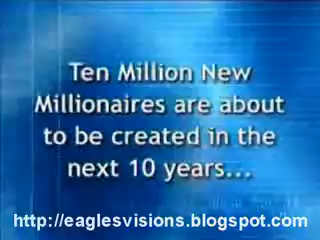 Ten Million New
Millionaires are about
to be created in the
next 10 years...
http://eaglesvisions.blogspot.com